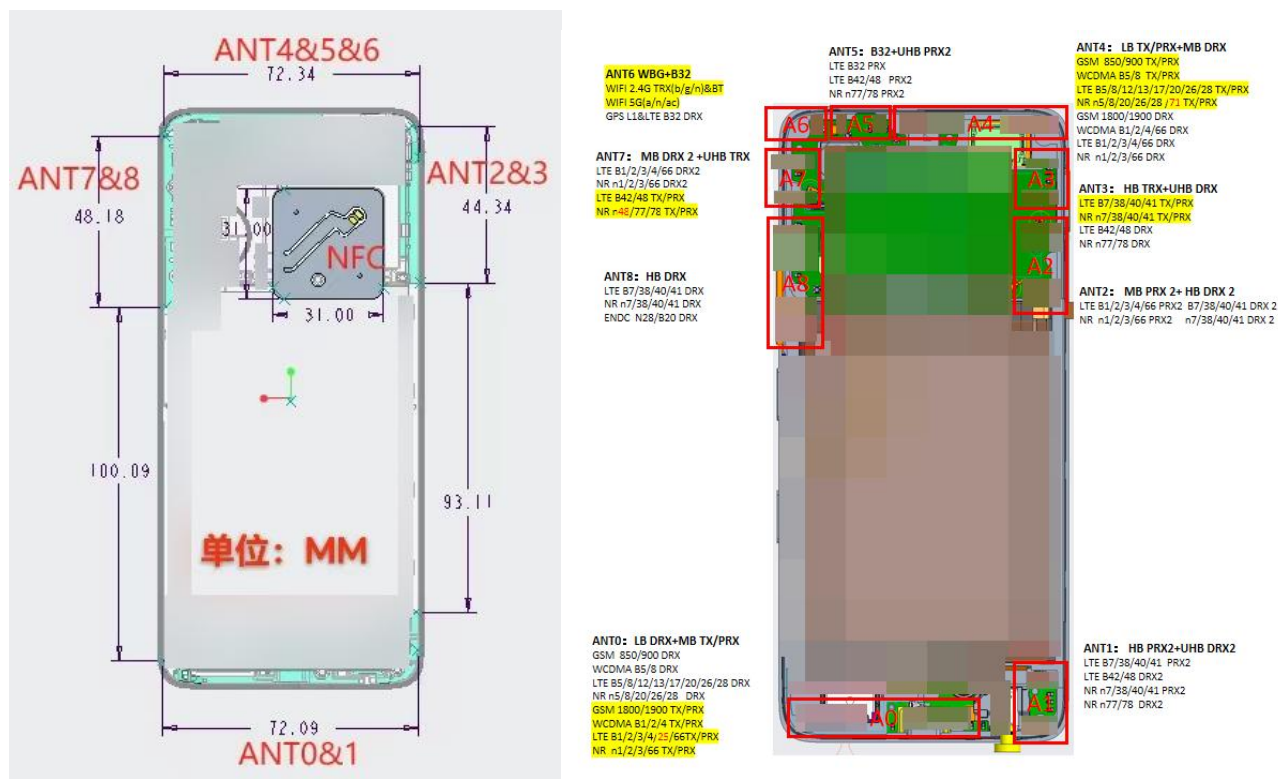 ANT4&5&6
72.34
ANT7&8
48.18
ANT2&3
44.34
31.00
NFC
31.00
100.09
93.11
单位：MM
72.09
ANT0&1
ANT6 WBG+B32
WIFI 2.4G TRX(b/g/n)&BT
WIFI 5G(a/n/ac)
GPS L1&LTE B32 DRX
ANT5： B32+UHB PRX2
LTE B32 PRX
LTE B42/48 PRX2
NR n77/78 PRX2
ANT4： LB TX/PRX+MB DRX
GSM 850/900 TX/PRX
WCDMA B5/8 TX/PRX
LTE B5/8/12/13/17/20/26/28 TX/PRX
NR n5/8/20/26/28 /71 TX/PRX
GSM 1800/1900 DRX
WCDMA B1/2/4/66 DRX
LTE B1/2/3/4/66 DRX
NR n1/2/3/66 DRX
ANT7： MB DRX 2 +UHB TRX
LTE B1/2/3/4/66 DRX2
NR n1/2/3/66 DRX2
LTE B42/48 TX/PRX
NR n48/77/78 TX/PRX
ANT3： HB TRX+UHB DRX
LTE B7/38/40/41 TX/PRX
NR n7/38/40/41 TX/PRX
LTE B42/48 DRX
NR n77/78 DRX
ANT8： HB DRX
LTE B7/38/40/41 DRX
NR n7/38/40/41 DRX
ENDC N28/B20 DRX
ANT2： MB PRX 2+ HB DRX 2
LTE B1/2/3/4/66 PRX2 B7/38/40/41 DRX 2
NR n1/2/3/66 PRX2 n7/38/40/41 DRX 2
A6
A5
A4
A7
A3
A8
A2
ANT0： LB DRX+MB TX/PRX
GSM 850/900 DRX
WCDMA B5/8 DRX
LTE B5/8/12/13/17/20/26/28 DRX
NR n5/8/20/26/28 DRX
GSM 1800/1900 TX/PRX
WCDMA B1/2/4 TX/PRX
LTE B1/2/3/4/25/66TX/PRX
NR n1/2/3/66 TX/PRX
ANT1： HB PRX2+UHB DRX2
LTE B7/38/40/41 PRX2
LTE B42/48 DRX2
NR n7/38/40/41 PRX2
NR n77/78 DRX2
A0
A1